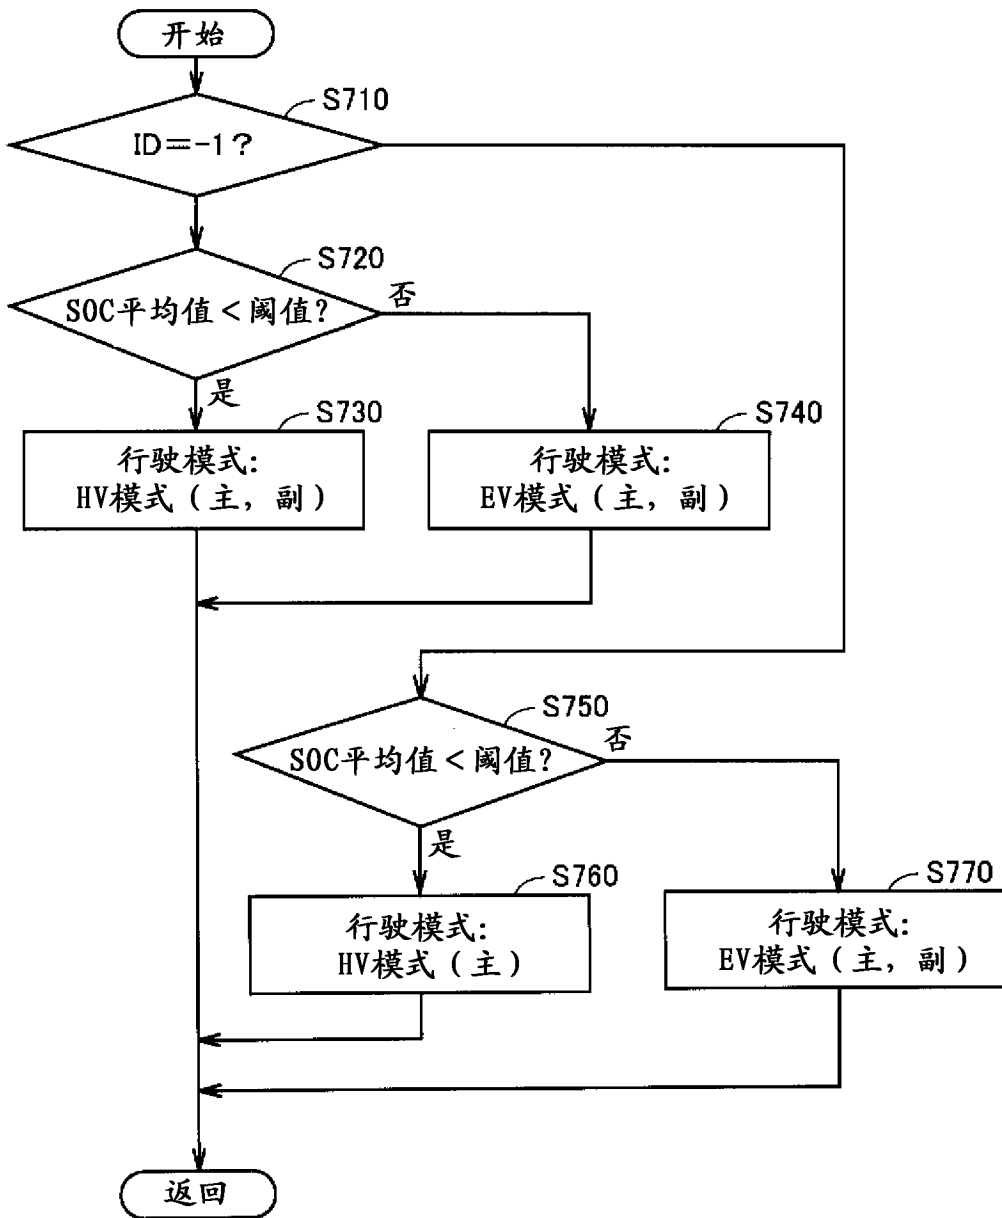 开始
S710
ID=-1?
S720
SOC平均值<阈值?
否
是
S730
行驶模式:
HV模式(主,副)
S740
行驶模式:
EV模式(主,副)
S750
SOC平均值<阈值?
否
是
S760
行驶模式:
HV模式(主)
S770
行驶模式:
EV模式(主,副)
返回